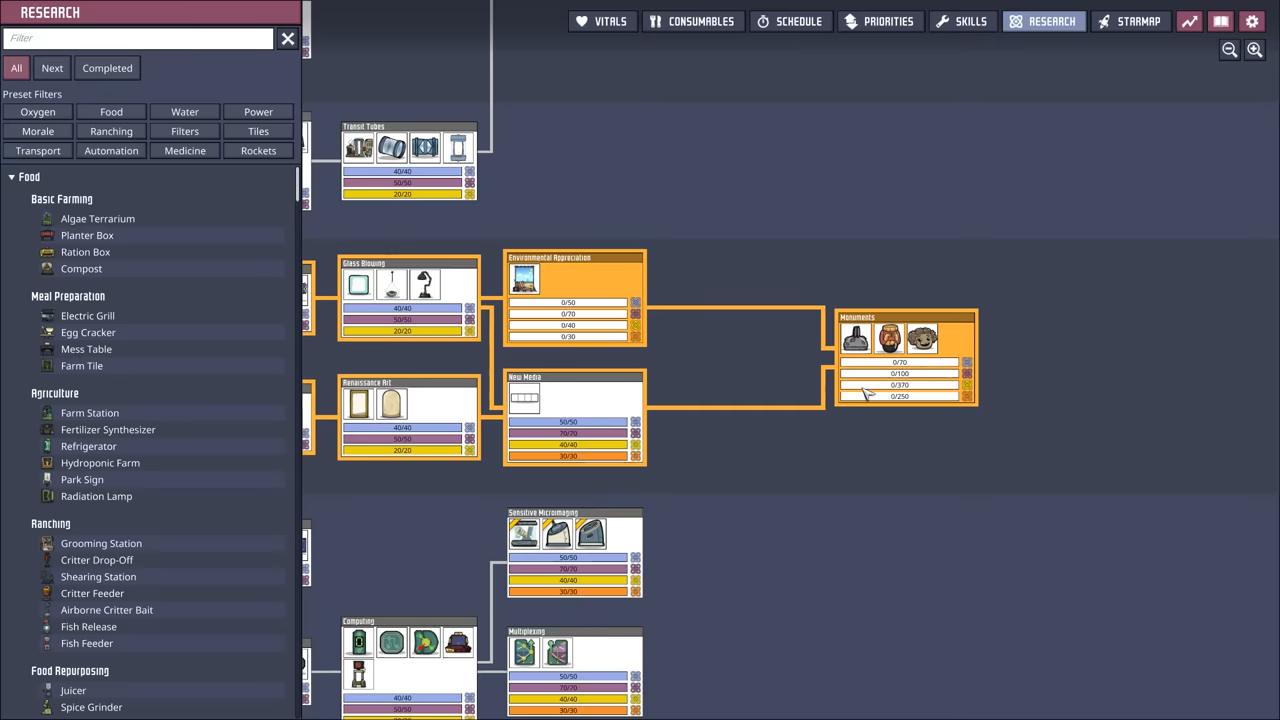 RESEARCH
VITALS CONSUMABLES SCHEDULE PRIORITIES SKILLS RESEARCH STARMAP
Filter
All Next Completed
Preset Filters
Oxygen Food Water Power
Morale Ranching Filters Tiles
Transport Automation Medicine Rockets
Food
Basic Farming
Algae Terrarium
Planter Box
Ration Box
Compost
Meal Preparation
Electric Grill
Egg Cracker
Mess Table
Farm Tile
Agriculture
Farm Station
Fertilizer Synthesizer
Refrigerator
Hydroponic Farm
Park Sign
Radiation Lamp
Ranching
Grooming Station
Critter Drop-Off
Shearing Station
Critter Feeder
Airborne Critter Bait
Fish Release
Fish Feeder
Food Repurposing
Juicer
Spice Grinder
Transit Tubes
40/40
50/50
20/20
Glass Blowing
40/40
50/50
20/20
Environmental Appreciation
0/50
0/70
0/40
0/30
Monuments
0/70
0/100
0/370
0/250
Renaissance Art
40/40
50/50
20/20
New Media
50/50
70/70
40/40
30/30
Sensitive Microimaging
50/50
70/70
40/40
30/30
Computing
40/40
50/50
Multiplexing
50/50
70/70
40/40
30/30